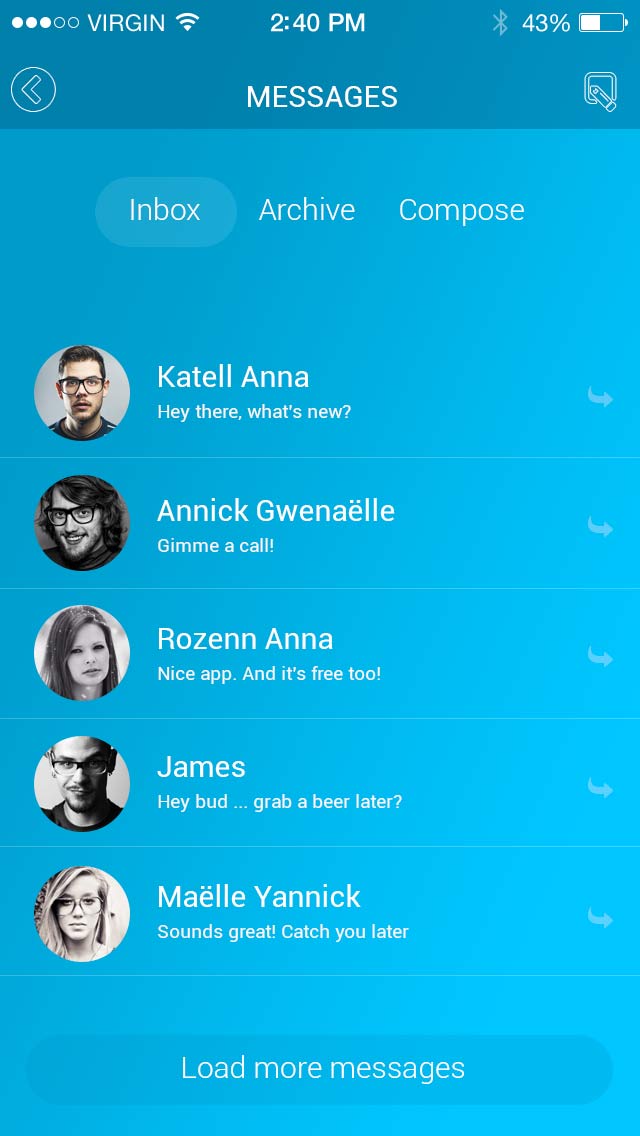 VIRGIN 2:40 PM 43%
MESSAGES
Inbox Archive Compose
Katell Anna
Hey there, what's new?
Annick Gwenaëlle
Gimme a call!
Rozenn Anna
Nice app. And it's free too!
James
Hey bud ... grab a beer later?
Maëlle Yannick
Sounds great! Catch you later
Load more messages